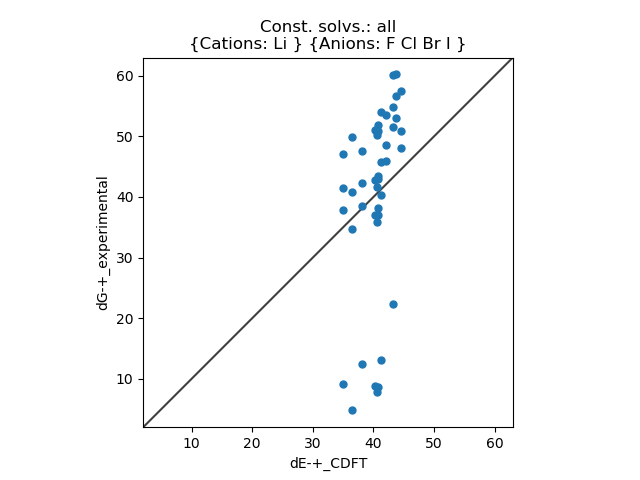 Const. solvs.: all
{Cations: Li } {Anions: F Cl Br I }
dG-+_experimental
60
50
40
30
20
10
10 20 30 40 50 60
dE-+_CDFT